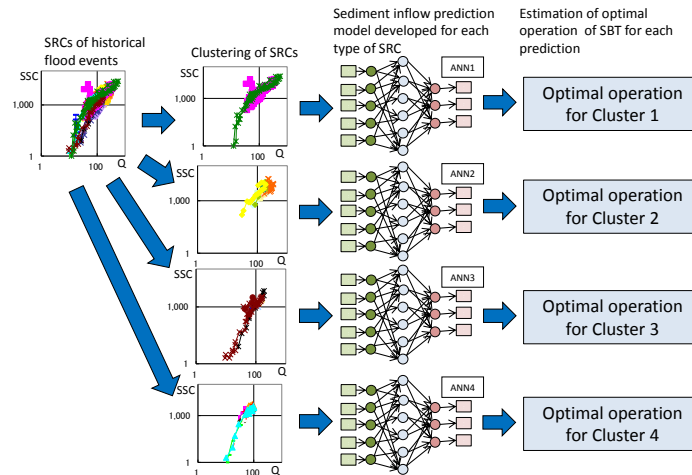 SRCs of historical
flood events
Clustering of SRCs
Sediment inflow prediction
model developed for each
type of SRC
Estimation of optimal
operation of SBT for each
prediction
SSC
1,000
1
100
Q
SSC
1,000
1
100
Q
ANN1
Optimal operation
for Cluster 1
SSC
1,000
1
100
Q
ANN2
Optimal operation
for Cluster 2
SSC
1,000
1
100
Q
ANN3
Optimal operation
for Cluster 3
SSC
1,000
1
100
Q
ANN4
Optimal operation
for Cluster 4